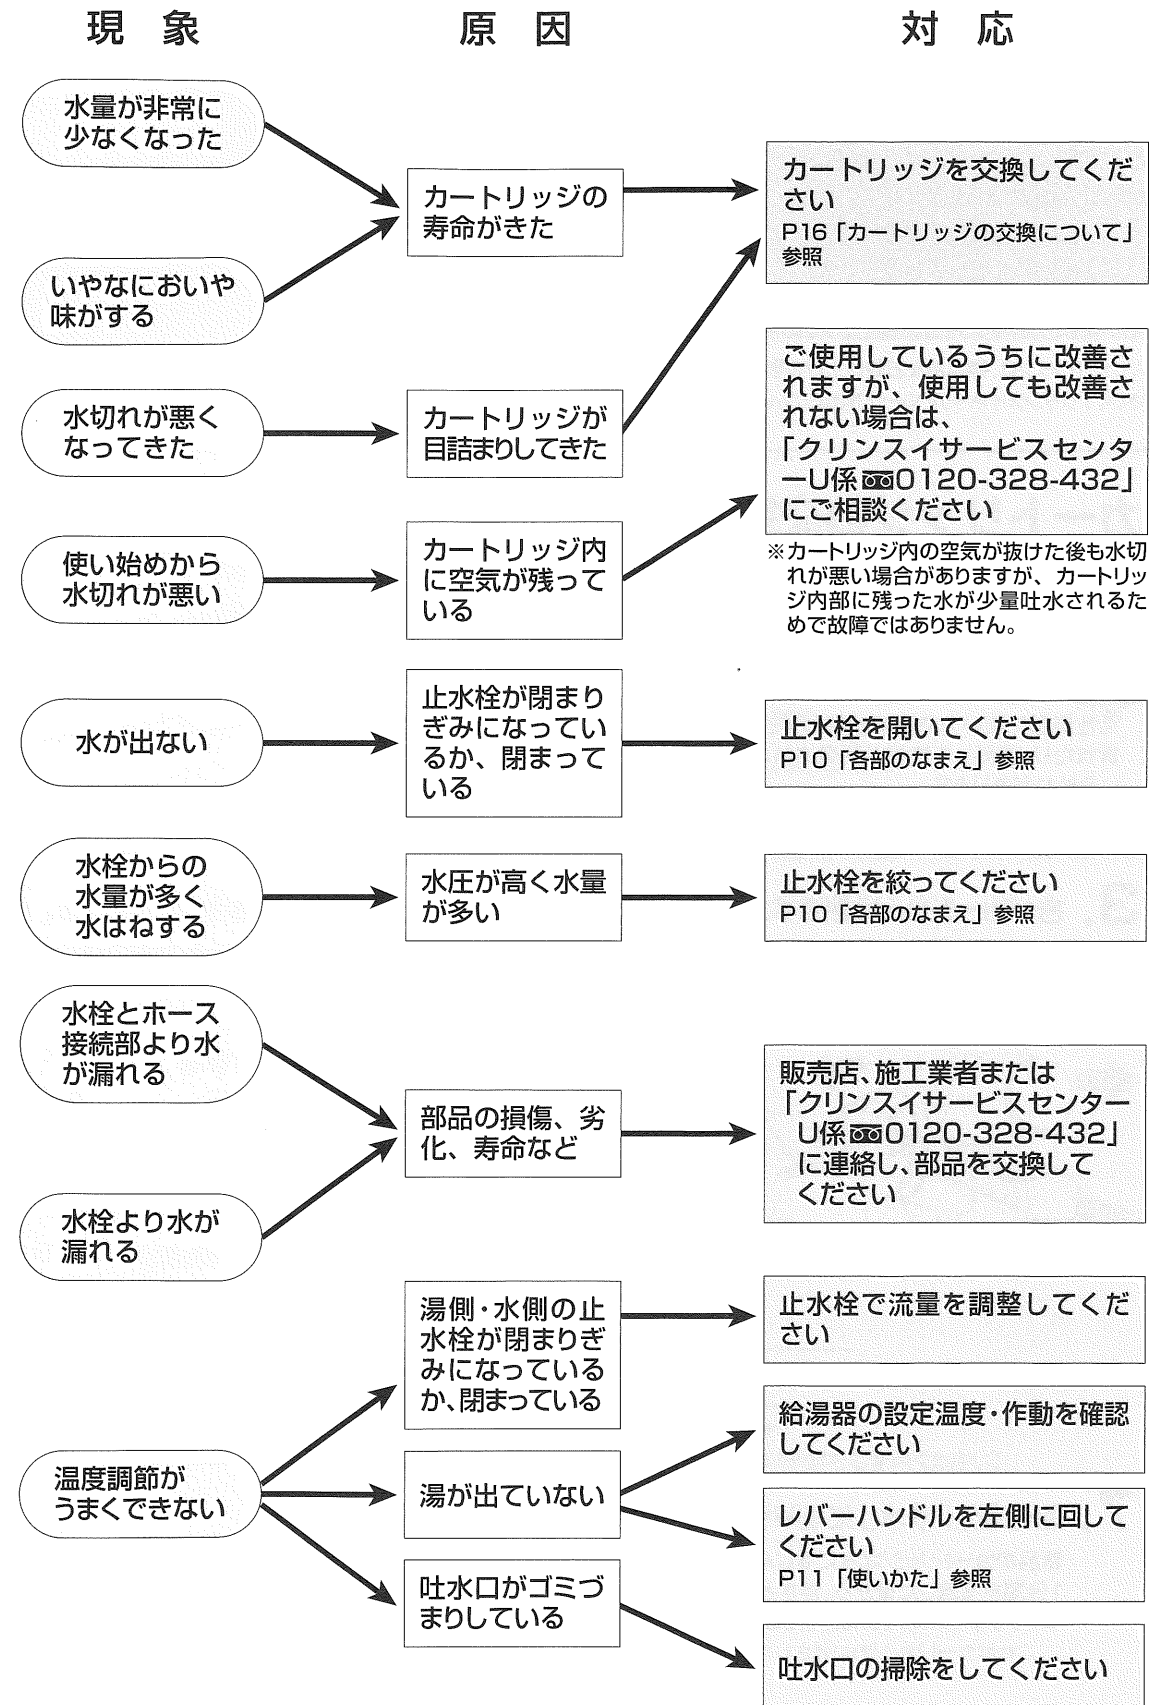 現 象
原 因
対 応
水量が非常に
少なくなった
いやなにおいや
味がする
カートリッジの
寿命がきた
カートリッジを交換してくだ
さい
P16「カートリッジの交換について」
参照
水切れが悪く
なってきた
カートリッジが
目詰まりしてきた
使い始めから
水切れが悪い
カートリッジ内
に空気が残って
いる
ご使用しているうちに改善さ
れますが、使用しても改善さ
れない場合は、
「クリンスイサービスセンタ
ーU係0120-328-432」
にご相談ください
※カートリッジ内の空気が抜けた後も水切
れが悪い場合がありますが、カートリッ
ジ内部に残った水が少量吐水されるた
めで故障ではありません。
水が出ない
止水栓が閉まり
ぎみになってい
るか、閉まって
いる
止水栓を開いてください
P10「各部のなまえ」参照
水栓からの
水量が多く
水はねする
水圧が高く水量
が多い
止水栓を絞ってください
P10「各部のなまえ」参照
水栓とホース
接続部より水
が漏れる
水栓より水が
漏れる
部品の損傷、劣
化、寿命など
販売店、施工業者または
「クリンスイサービスセンター
U係0120-328-432」
に連絡し、部品を交換して
ください
温度調節が
うまくできない
湯側・水側の止
水栓が閉まりぎ
みになっている
か、閉まっている
止水栓で流量を調整してくだ
さい
湯が出ていない
給湯器の設定温度・作動を確認
してください
レバーハンドルを左側に回して
ください
P11「使いかた」参照
吐水口がゴミづ
まりしている
吐水口の掃除をしてください